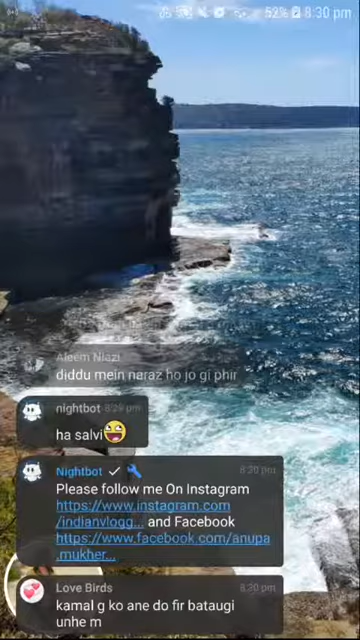 52% 8:30 pm
Aleem Niazi
diddu mein naraz ho jo gi phir
nightbot 8:29 pm
ha salvi
Nightbot 8:30 pm
Please follow me On Instagram
https://www.instagram.com
/indianvlogg... and Facebook
https://www.facebook.com/anupa
.mukher...
Love Birds 8:30 pm
kamal g ko ane do fir bataugi
unhe m